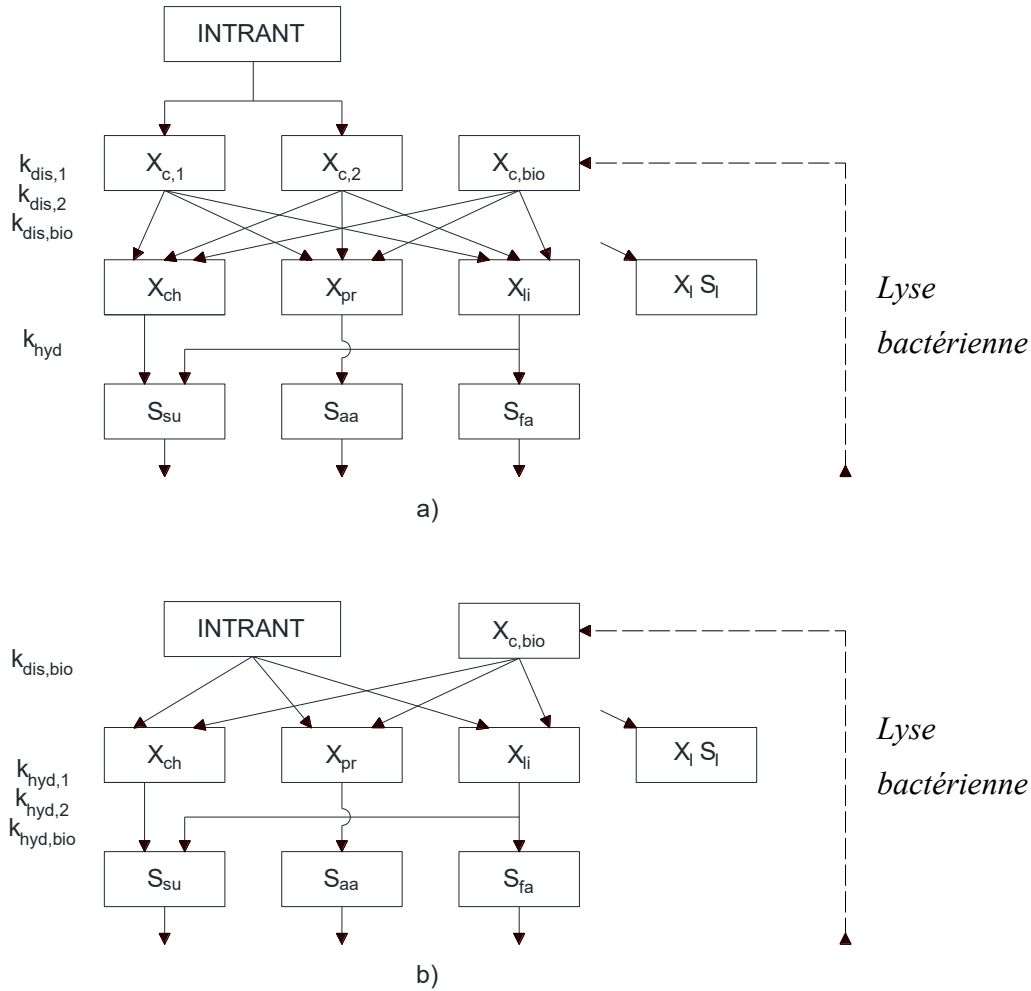 INTRANT
X_c,1
X_c,2
X_c,bio
k_dis,1
k_dis,2
k_dis,bio
X_ch
X_pr
X_li
X_I S_I
Lyse
bactérienne
k_hyd
S_su
S_aa
S_fa
a)
INTRANT
X_c,bio
k_dis,bio
X_ch
X_pr
X_li
X_I S_I
Lyse
bactérienne
k_hyd,1
k_hyd,2
k_hyd,bio
S_su
S_aa
S_fa
b)